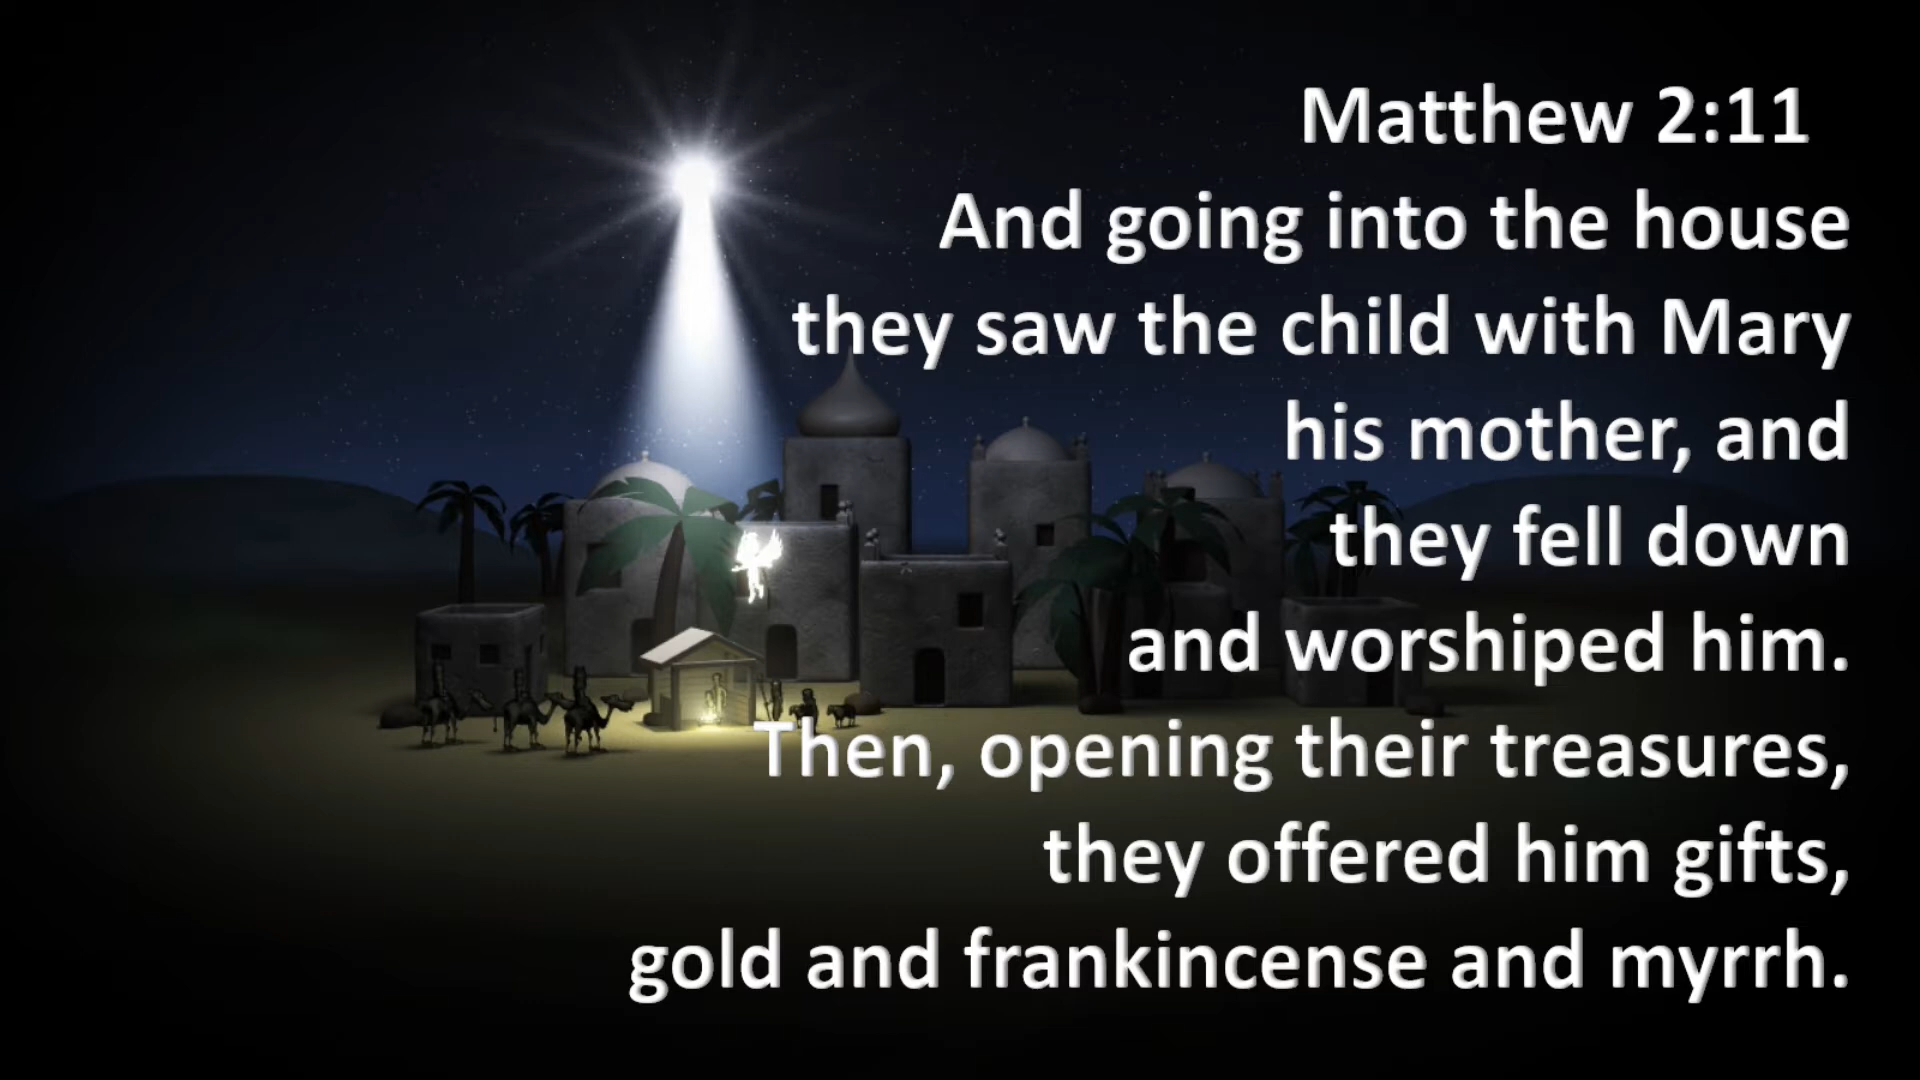 Matthew 2:11
And going into the house
they saw the child with Mary
his mother, and
they fell down
and worshiped him.
Then, opening their treasures,
they offered him gifts,
gold and frankincense and myrrh.